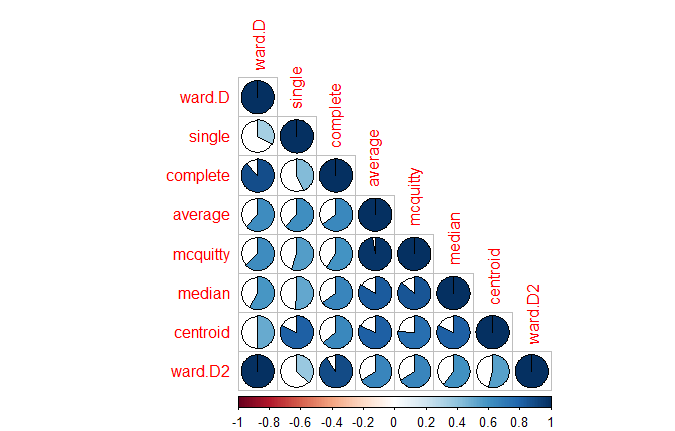 ward.D
single
complete
average
mcquitty
median
centroid
ward.D2
ward.D
single
complete
average
mcquitty
median
centroid
ward.D2
-1 -0.8 -0.6 -0.4 -0.2 0 0.2 0.4 0.6 0.8 1